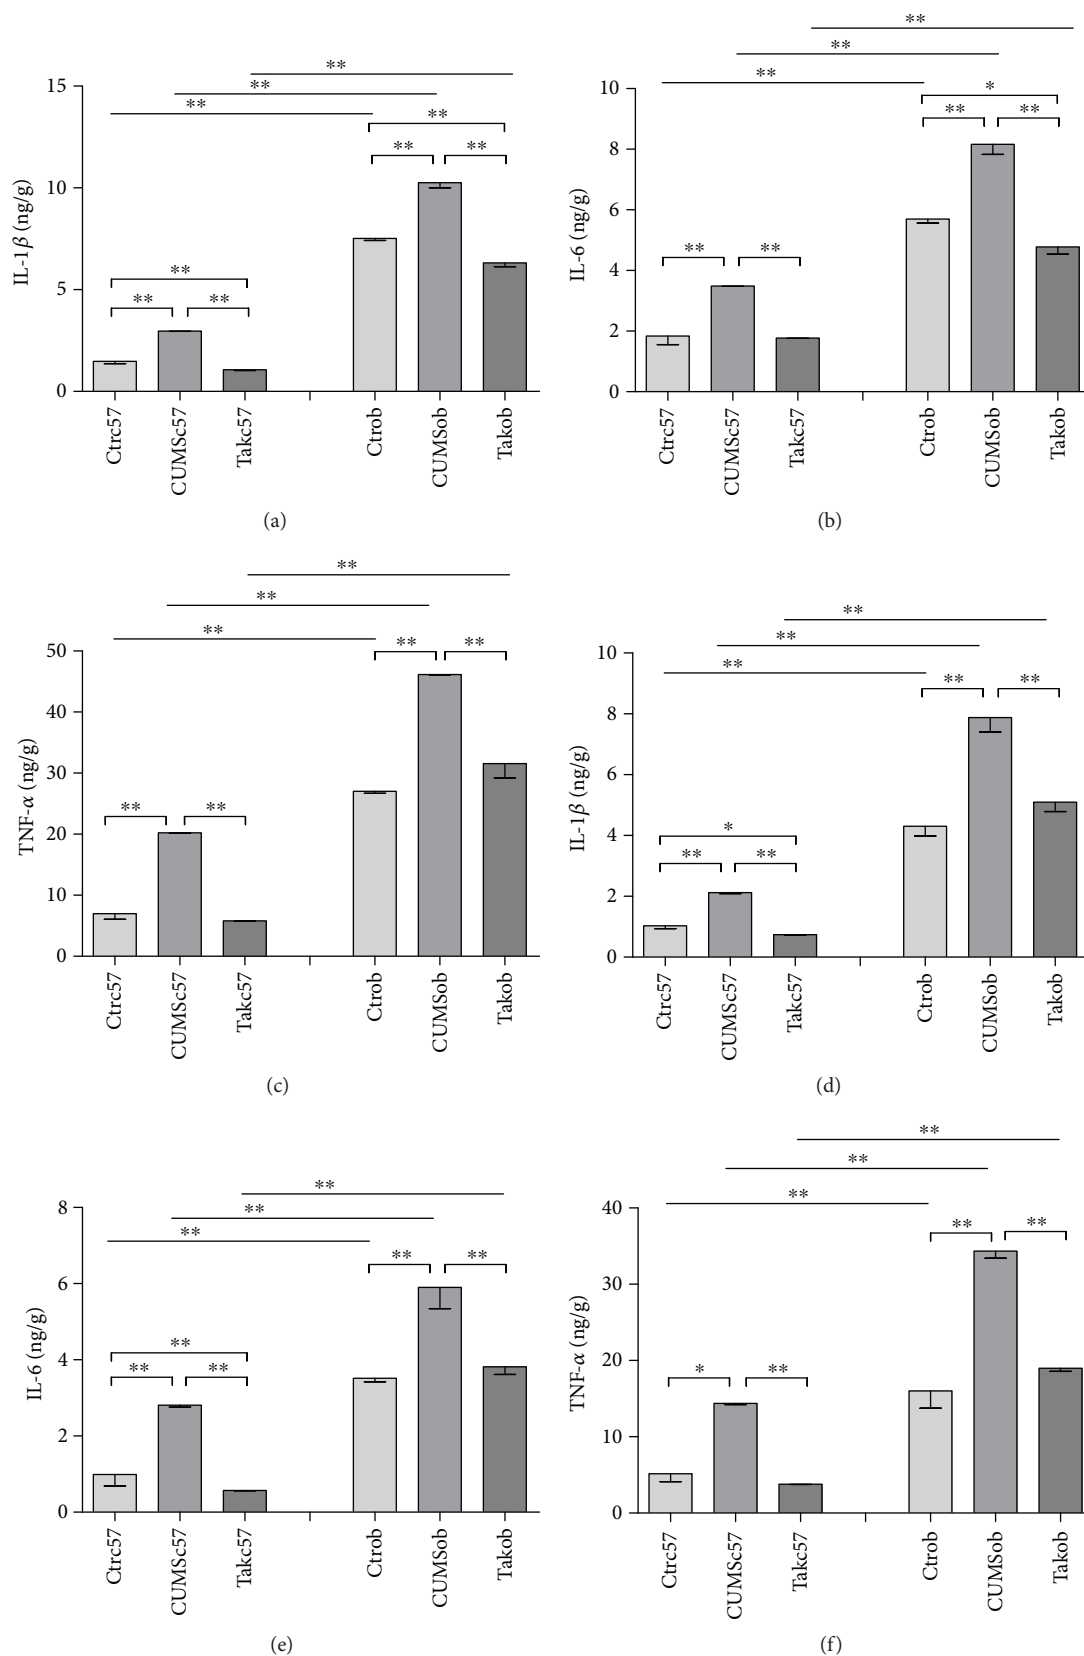 **
**
**
15
**
**
**
**
10
IL-1β (ng/g)
5
**
**
**
0
Ctrc57
CUMSc57
Takc57
Ctrob
CUMSob
Takob
(a)
**
**
**
10
*
**
**
8
IL-6 (ng/g)
6
4
**
**
2
0
Ctrc57
CUMSc57
Takc57
Ctrob
CUMSob
Takob
(b)
**
**
**
50
**
**
40
TNF-α (ng/g)
30
**
**
20
10
0
Ctrc57
CUMSc57
Takc57
Ctrob
CUMSob
Takob
(c)
**
**
**
10
**
**
8
IL-1β (ng/g)
6
4
*
**
**
2
0
Ctrc57
CUMSc57
Takc57
Ctrob
CUMSob
Takob
(d)
**
**
**
8
**
**
6
IL-6 (ng/g)
4
**
**
**
2
0
Ctrc57
CUMSc57
Takc57
Ctrob
CUMSob
Takob
(e)
**
**
**
40
**
**
30
TNF-α (ng/g)
20
*
**
10
0
Ctrc57
CUMSc57
Takc57
Ctrob
CUMSob
Takob
(f)